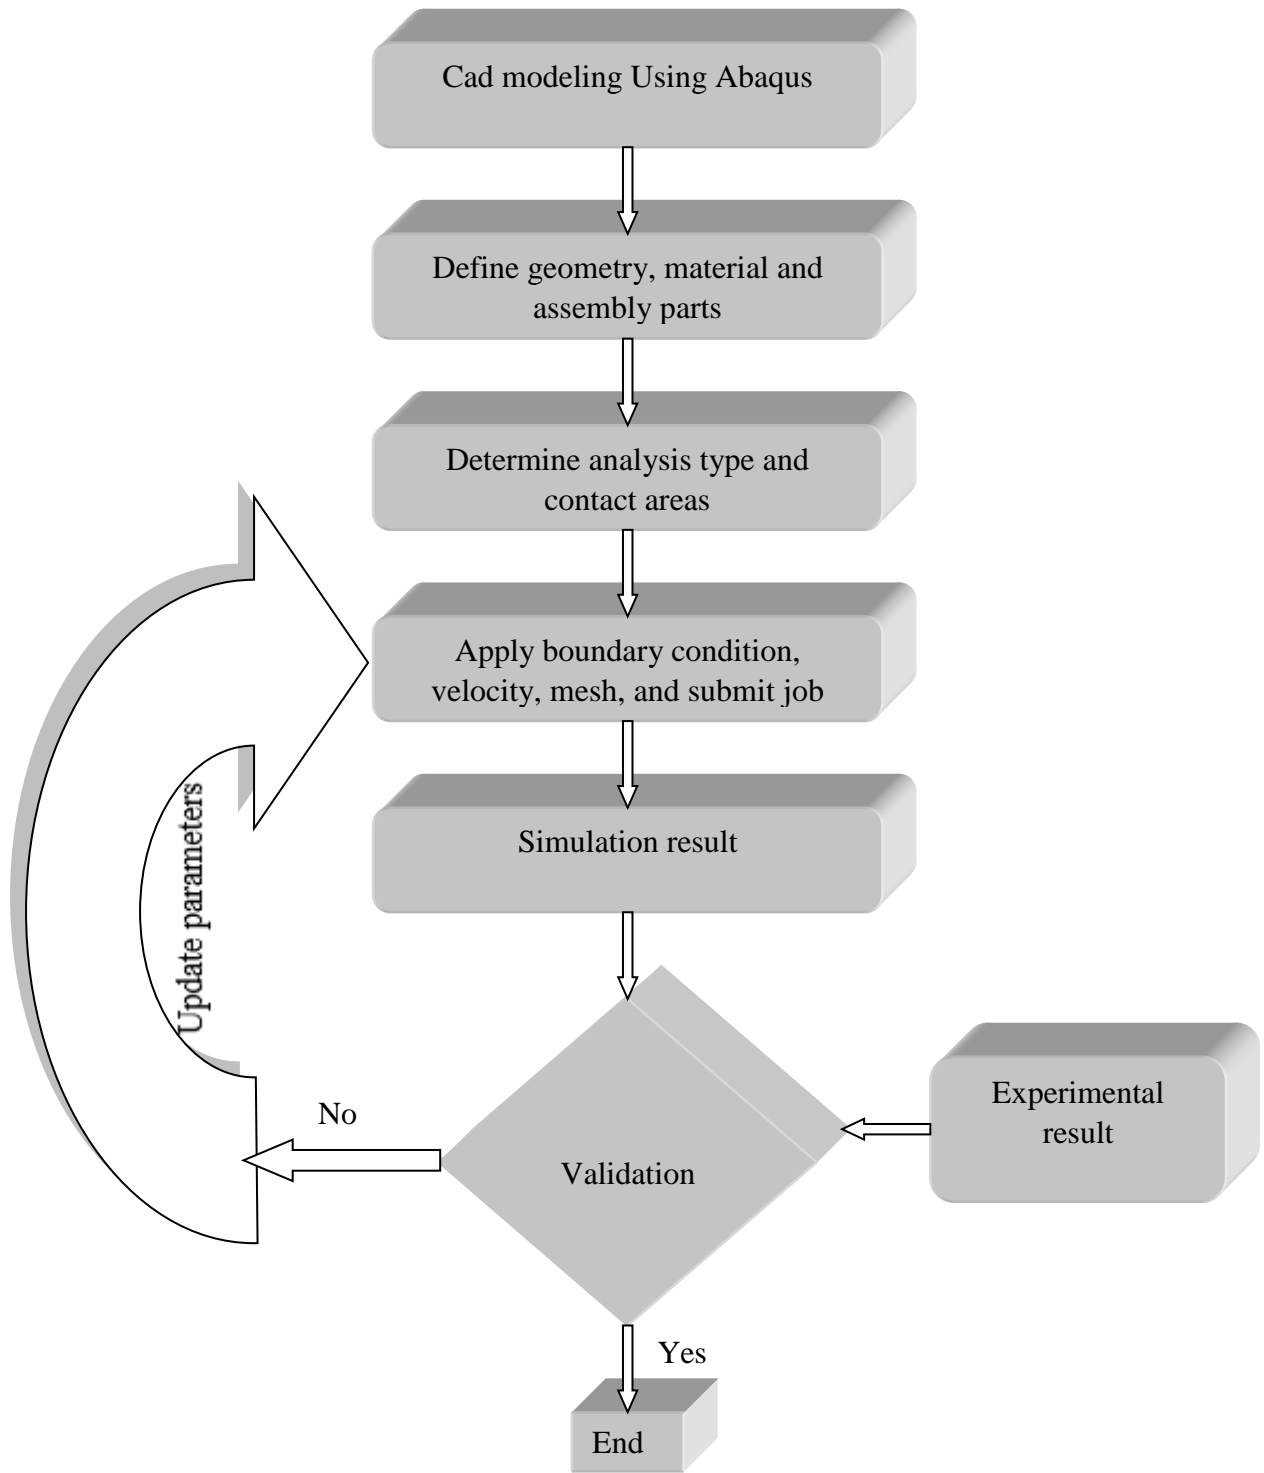 Cad modeling Using Abaqus
Define geometry, material and
assembly parts
Determine analysis type and
contact areas
Apply boundary condition,
velocity, mesh, and submit job
Simulation result
Update parameters
Experimental
result
No
Validation
Yes
End